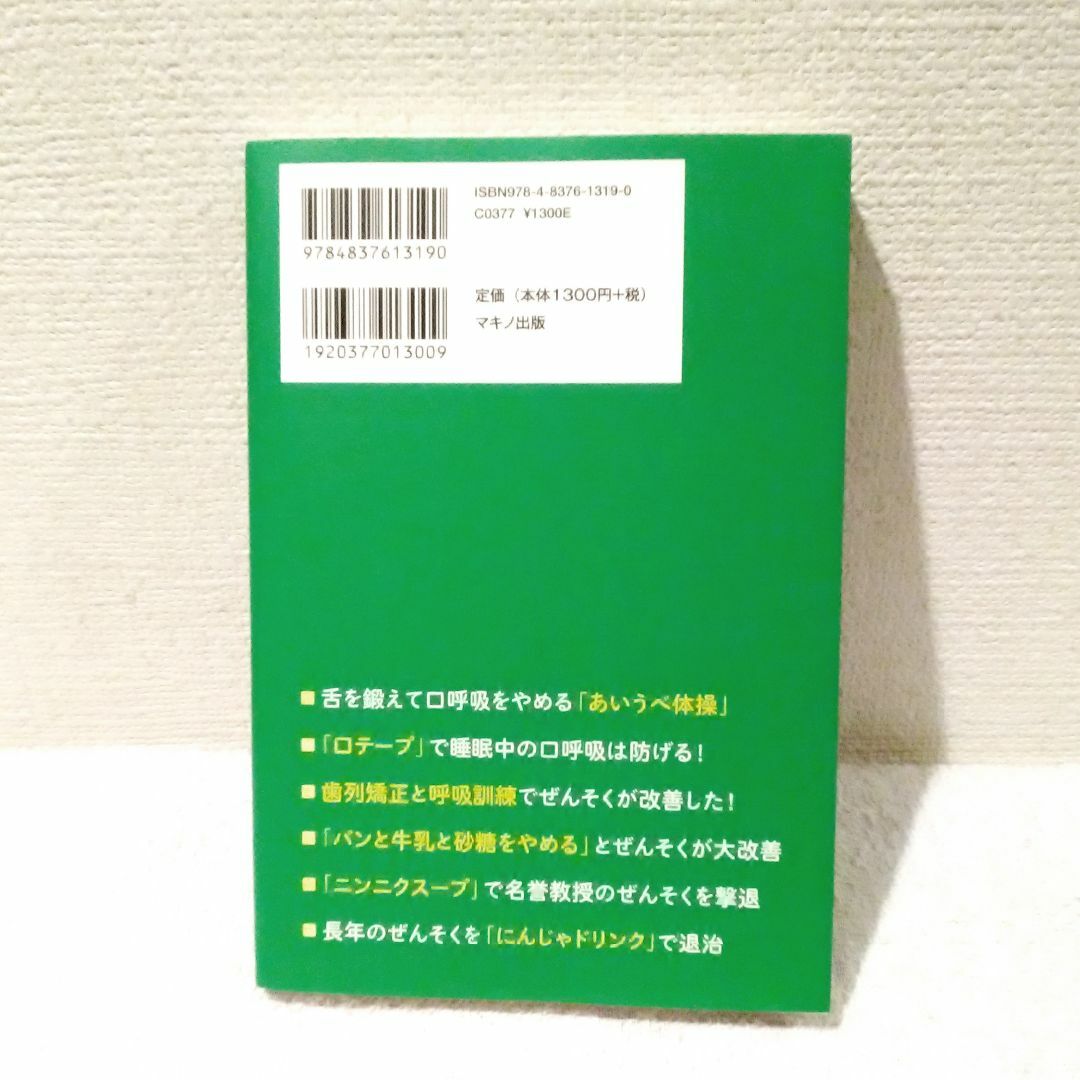 ISBN978-4-8376-1319-0
C0377 ¥1300E
9784837613190
定価（本体1300円+税）
マキノ出版
1920377013009
■舌を鍛えて口呼吸をやめる「あいうべ体操」
■「口テープ」で睡眠中の口呼吸は防げる！
■歯列矯正と呼吸訓練でぜんそくが改善した！
■「パンと牛乳と砂糖をやめる」とぜんそくが大改善
■「ニンニクスープ」で名誉教授のぜんそくを撃退
■長年のぜんそくを「にんじゃドリンク」で退治